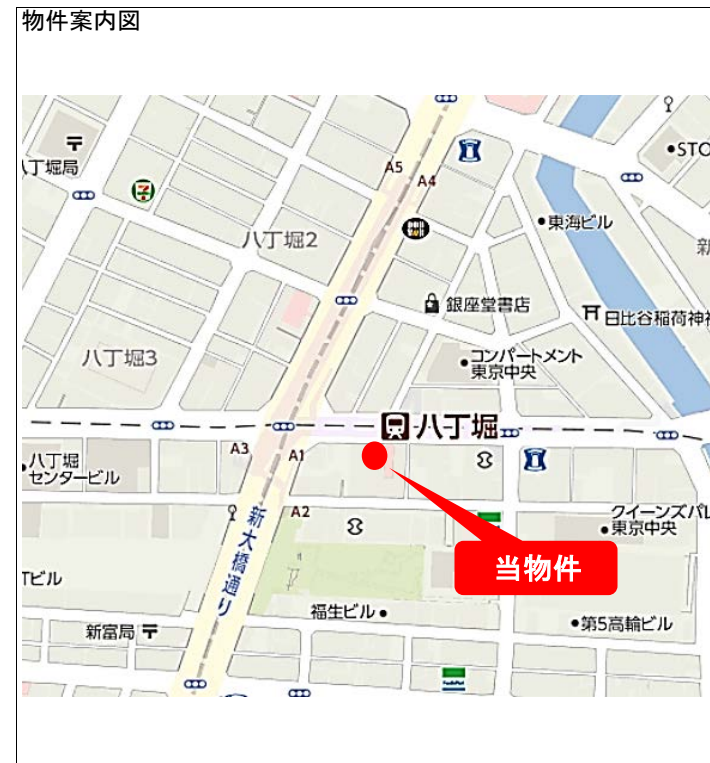 物件案内図
〒
丁堀局
A5
A4
STO
八丁堀2
東海ビル
新
銀座堂書店
日比谷稲荷神社
コンパートメント
東京中央
八丁堀3
八丁堀
A3
A1
八丁堀
センタービル
A2
新大橋通り
クイーンズパレ
東京中央
当物件
Tビル
福生ビル
新富局〒
第5高輪ビル
FamilyMart